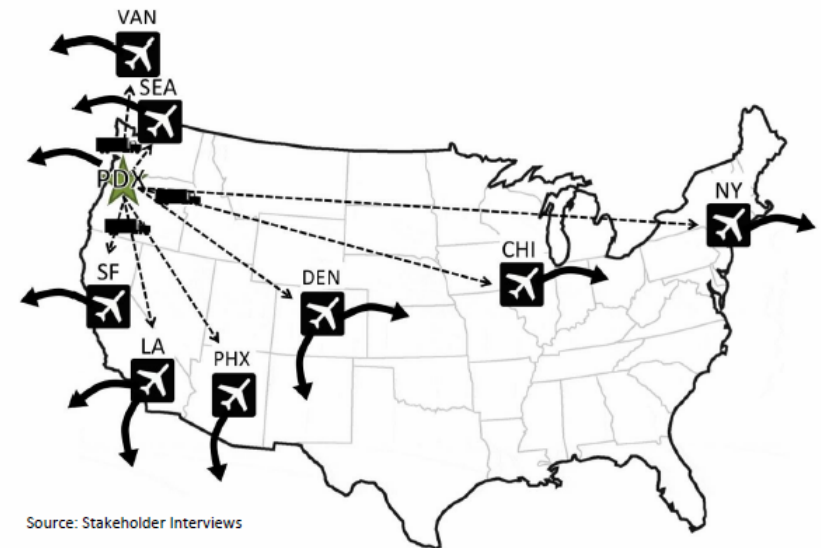 VAN
SEA
PDX
NY
CHI
SF
DEN
LA
PHX
Source: Stakeholder Interviews